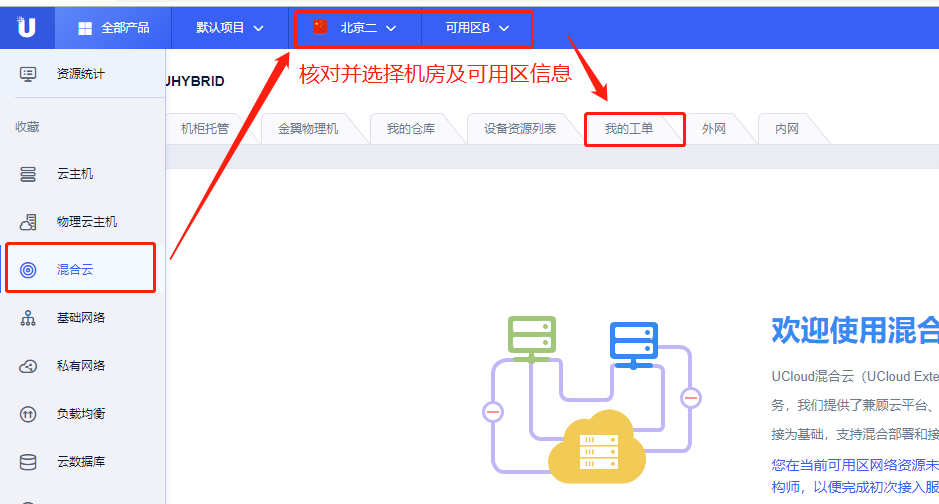 U 全部产品 默认项目 北京二 可用区B
资源统计
UHYBRID
核对并选择机房及可用区信息
收藏
机柜托管 金翼物理机 我的仓库 设备资源列表 我的工单 外网 内网
云主机
物理云主机
混合云
基础网络
私有网络
负载均衡
云数据库
欢迎使用混合
UCloud混合云（UCloud Exte
务，我们提供了兼顾云平台、
接为基础，支持混合部署和接
您在当前可用区网络资源未
构师，以便完成初次接入服